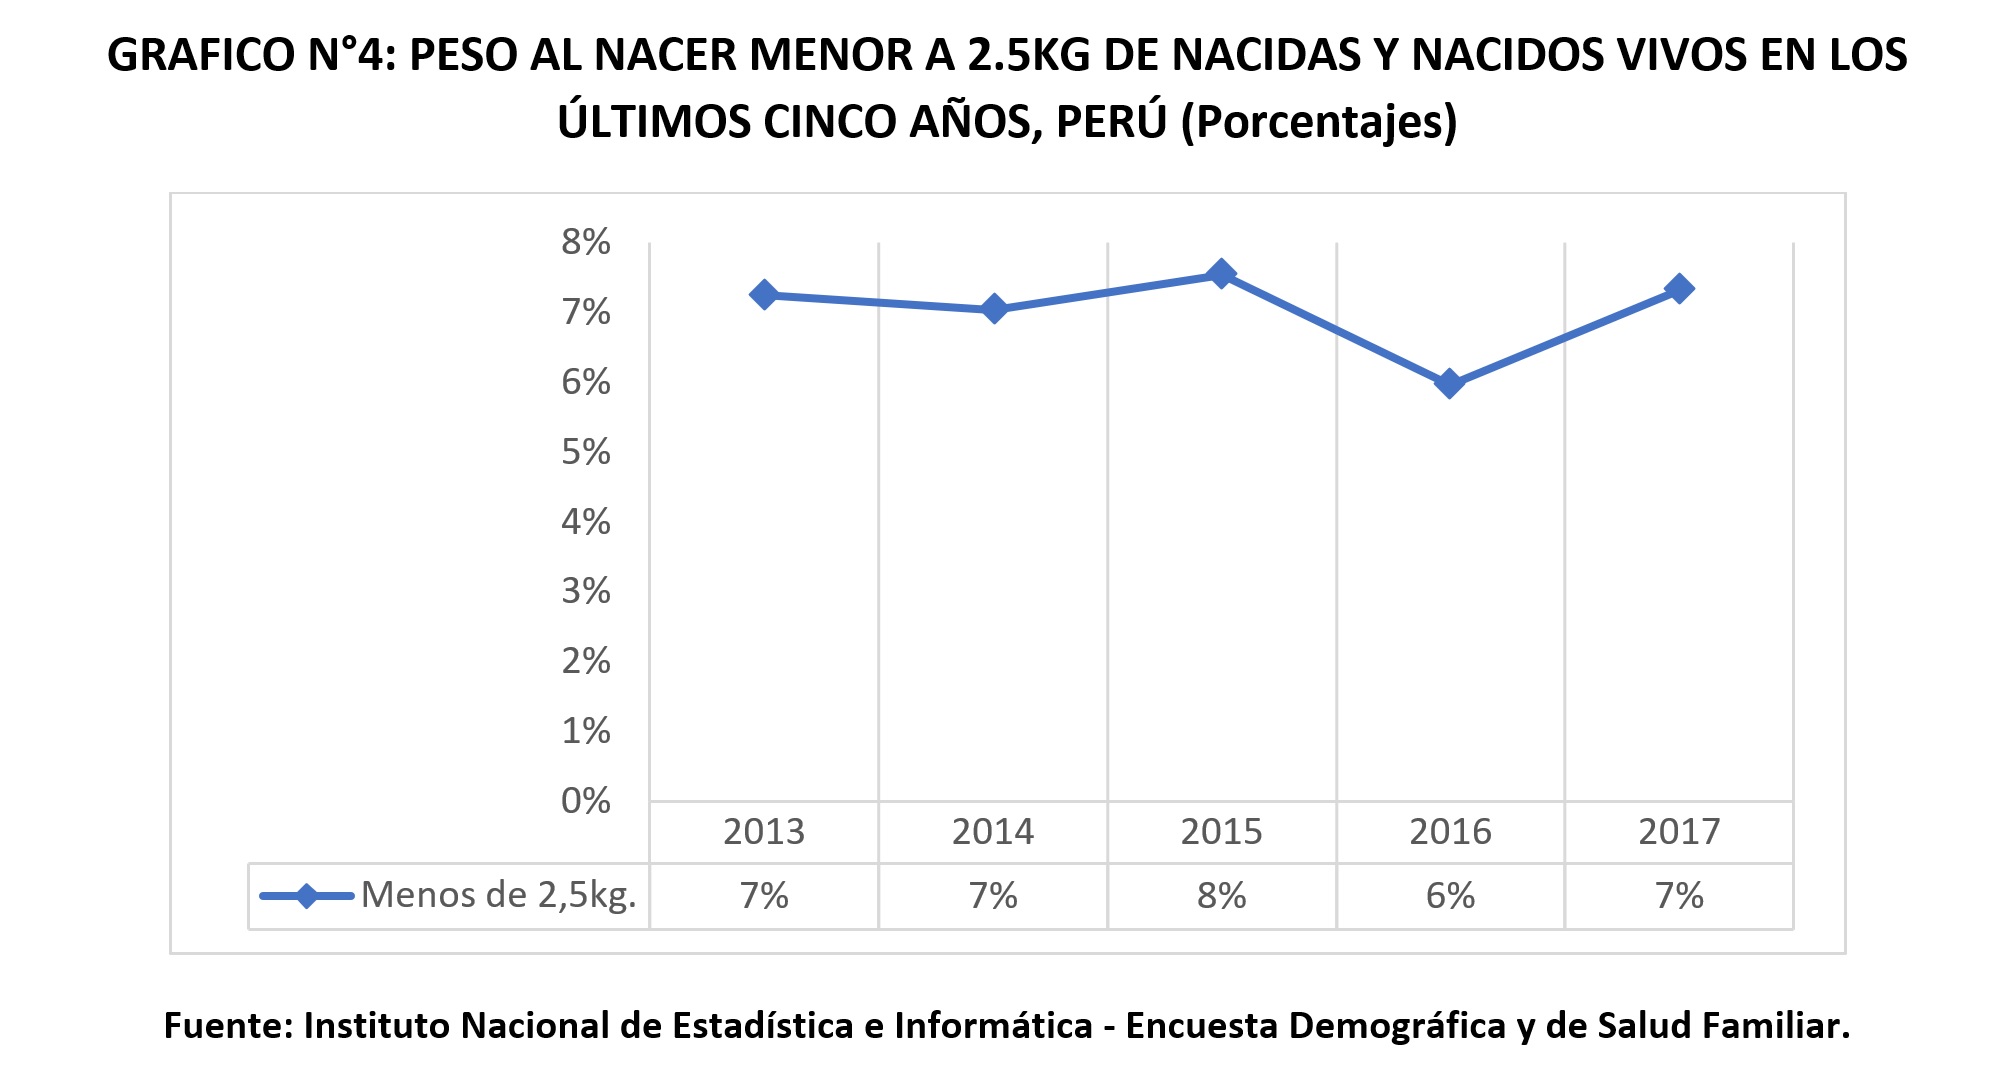 GRAFICO N°4: PESO AL NACER MENOR A 2.5KG DE NACIDAS Y NACIDOS VIVOS EN LOS
ÚLTIMOS CINCO AÑOS, PERÚ (Porcentajes)
8%
7%
6%
5%
4%
3%
2%
1%
0%
2013 2014 2015 2016 2017
Menos de 2,5kg. 7% 7% 8% 6% 7%
Fuente: Instituto Nacional de Estadística e Informática - Encuesta Demográfica y de Salud Familiar.